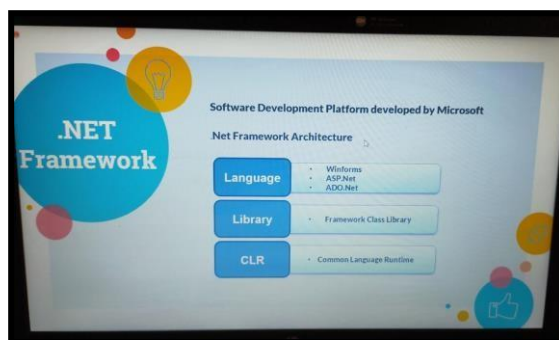 .NET
Framework
Software Development Platform developed by Microsoft
.Net Framework Architecture
Language
• Winforms
• ASP.Net
• ADO.Net
Library
• Framework Class Library
CLR
• Common Language Runtime